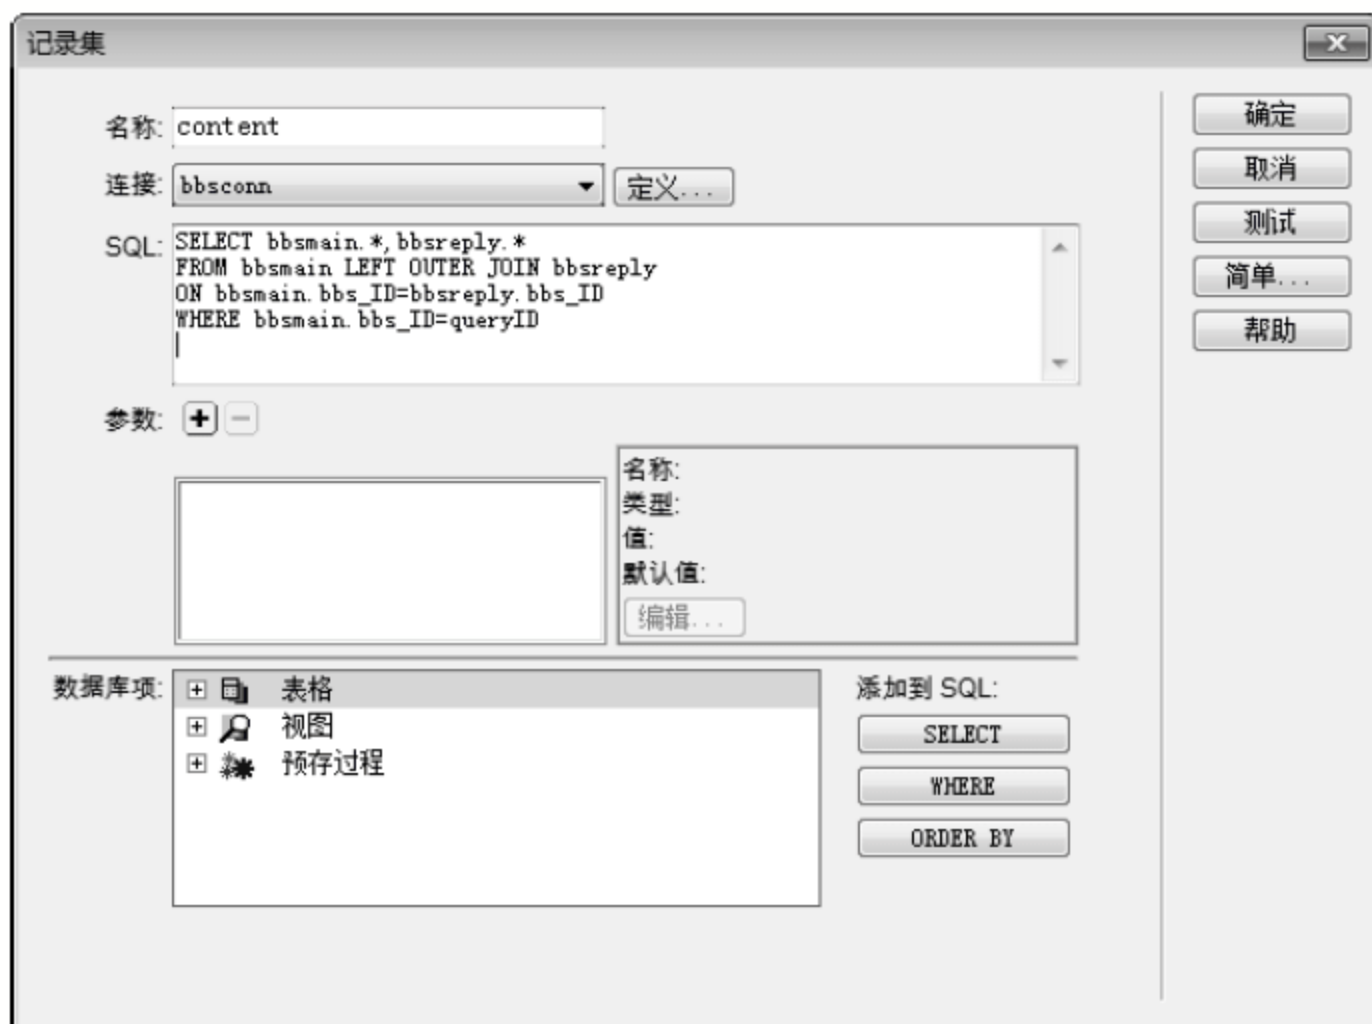 记录集
名称: content
连接: bbsconn 定义...
SQL: SELECT bbsmain.*,bbsreply.*
FROM bbsmain LEFT OUTER JOIN bbsreply
ON bbsmain.bbs_ID=bbsreply.bbs_ID
WHERE bbsmain.bbs_ID=queryID
参数:
名称:
类型:
值:
默认值:
编辑...
数据库项: 表格
视图
预存过程
添加到 SQL:
SELECT
WHERE
ORDER BY
确定
取消
测试
简单...
帮助